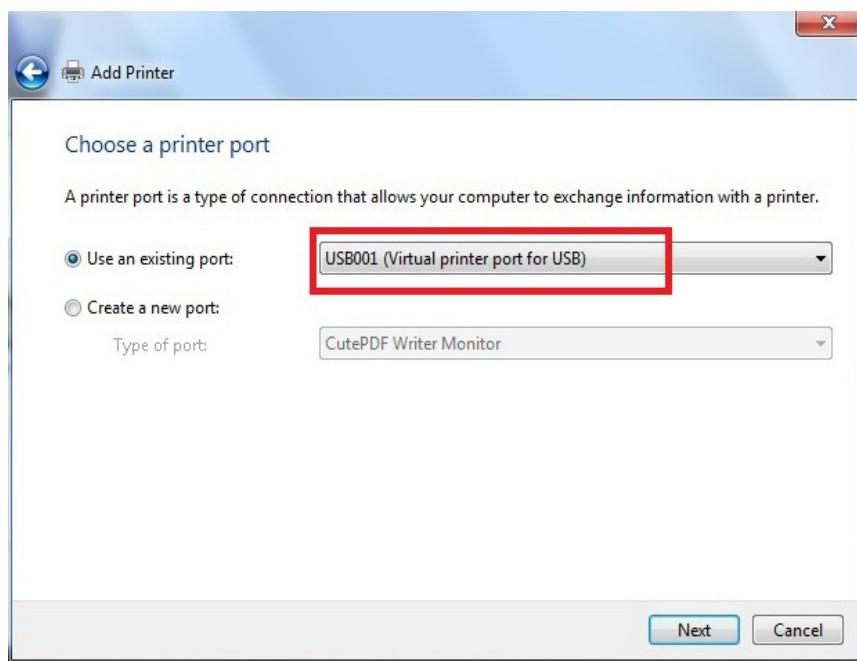 Add Printer
Choose a printer port
A printer port is a type of connection that allows your computer to exchange information with a printer.
Use an existing port: USB001 (Virtual printer port for USB)
Create a new port:
Type of port: CutePDF Writer Monitor
Next Cancel